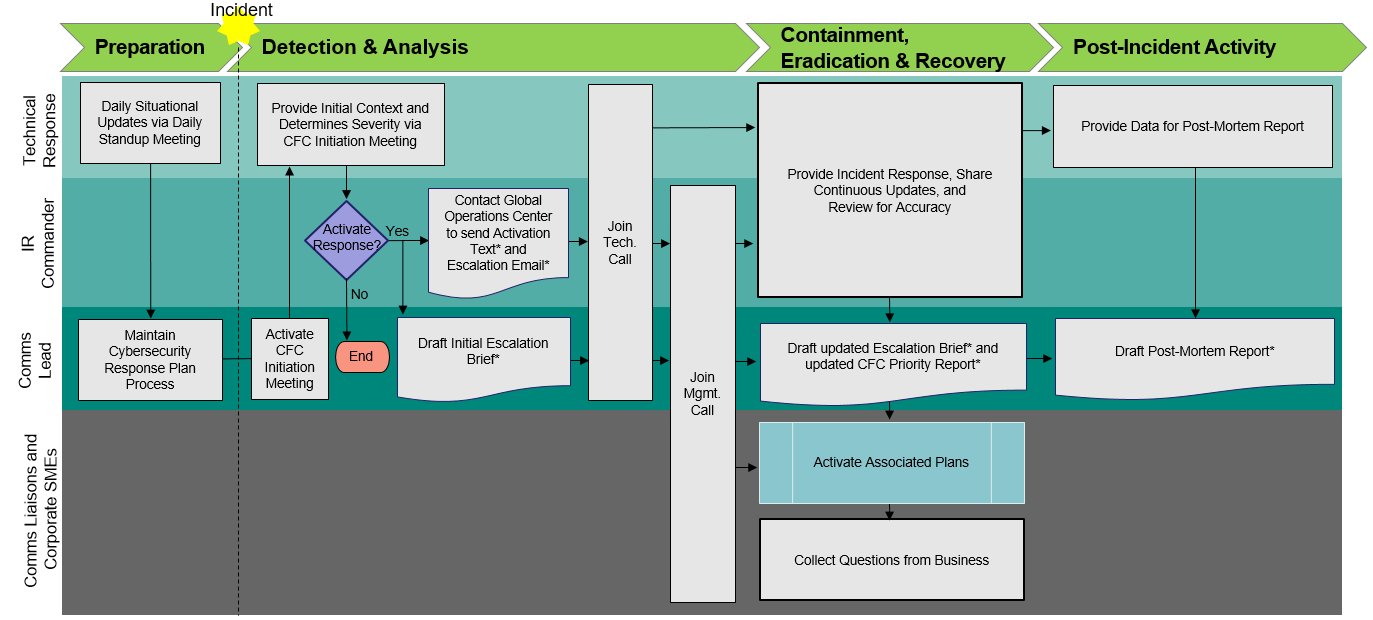 Incident
Preparation
Detection & Analysis
Containment,
Eradication & Recovery
Post-Incident Activity
Technical
Response
Daily Situational
Updates via Daily
Standup Meeting
Provide Initial Context and
Determines Severity via
CFC Initiation Meeting
Provide Data for Post-Mortem Report
IR
Commander
Activate
Response?
Yes
No
Contact Global
Operations Center
to send Activation
Text* and
Escalation Email*
Join
Tech.
Call
Provide Incident Response, Share
Continuous Updates, and
Review for Accuracy
Comms
Lead
Maintain
Cybersecurity
Response Plan
Process
Activate
CFC
Initiation
Meeting
End
Draft Initial Escalation
Brief*
Join
Mgmt.
Call
Draft updated Escalation Brief* and
updated CFC Priority Report*
Draft Post-Mortem Report*
Comms Liaisons and
Corporate SMEs
Activate Associated Plans
Collect Questions from Business